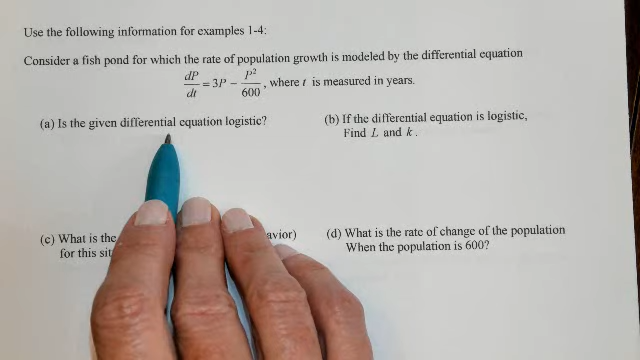 Use the following information for examples 1-4:
Consider a fish pond for which the rate of population growth is modeled by the differential equation
dP/dt = 3P − P²/600, where t is measured in years.
(a) Is the given differential equation logistic?
(b) If the differential equation is logistic,
Find L and k.
(c) What is the avior)
for this sit
(d) What is the rate of change of the population
When the population is 600?